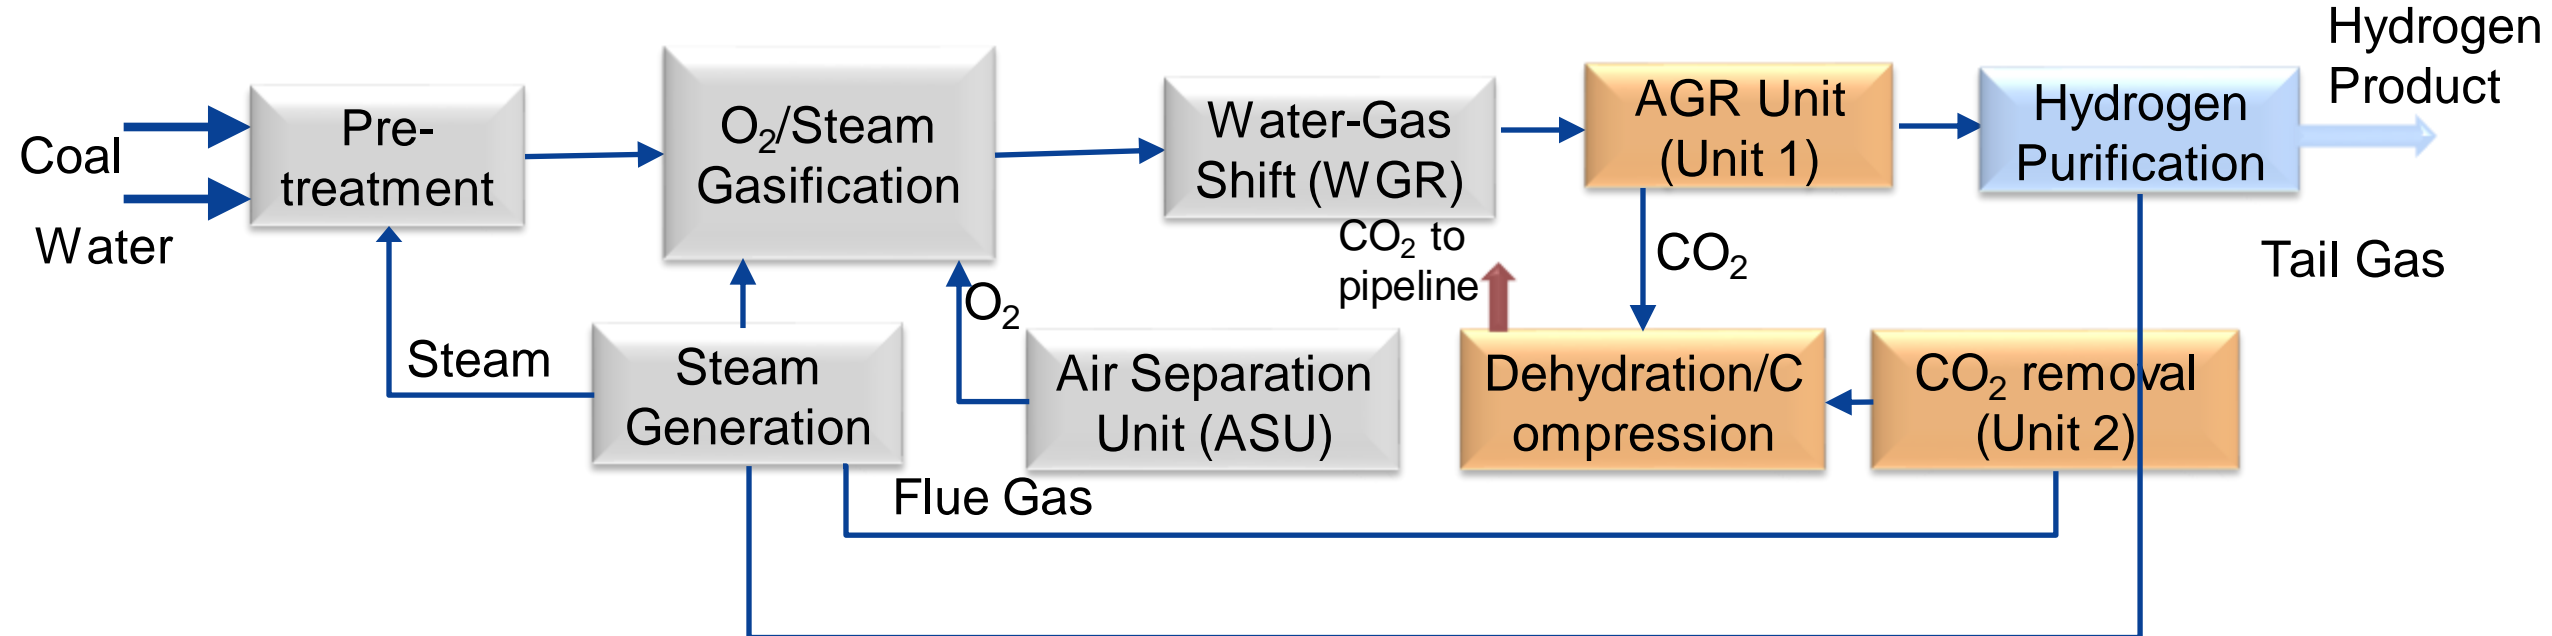 Coal
Water
Pre-
treatment
O₂/Steam
Gasification
Water-Gas
Shift (WGR)
AGR Unit
(Unit 1)
Hydrogen
Purification
Hydrogen
Product
CO₂ to
pipeline
CO₂
Tail Gas
O₂
Steam
Steam
Generation
Air Separation
Unit (ASU)
Dehydration/C
ompression
CO₂ removal
(Unit 2)
Flue Gas